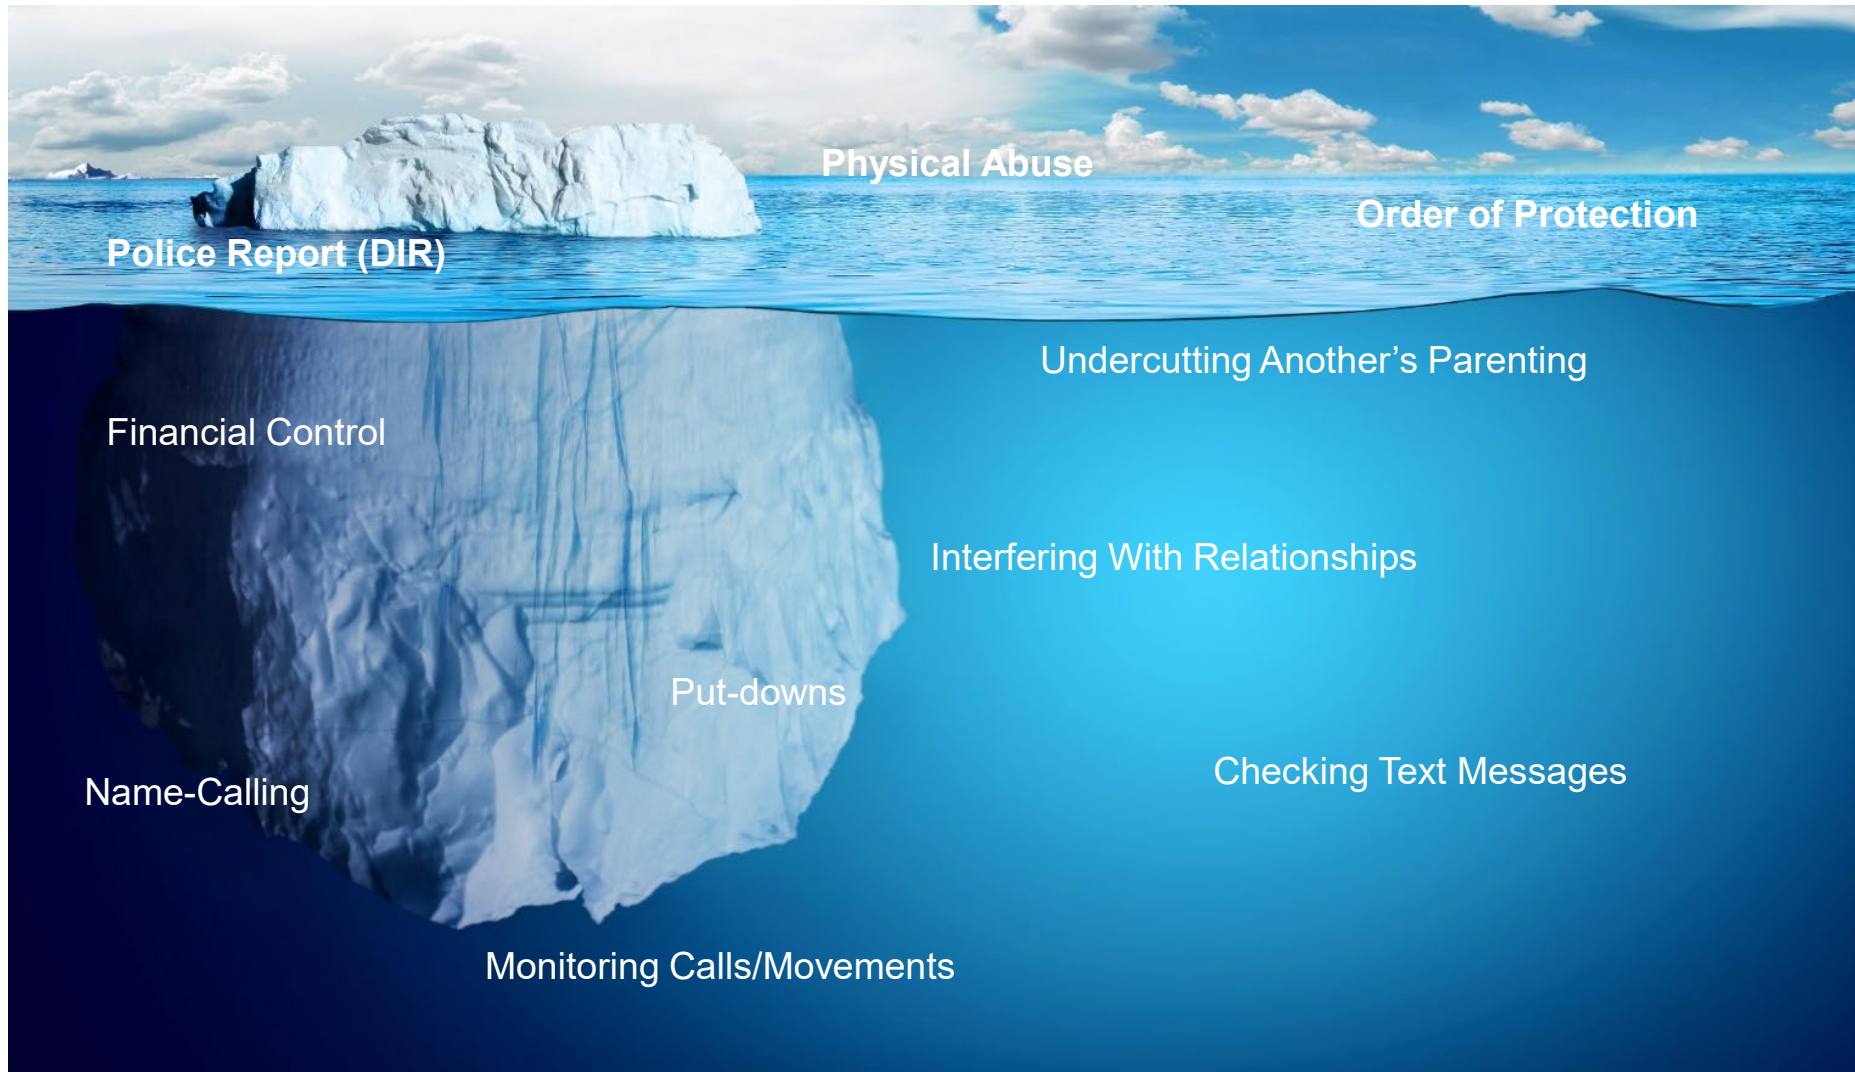 Physical Abuse
Order of Protection
Police Report (DIR)
Undercutting Another’s Parenting
Financial Control
Interfering With Relationships
Put-downs
Checking Text Messages
Name-Calling
Monitoring Calls/Movements